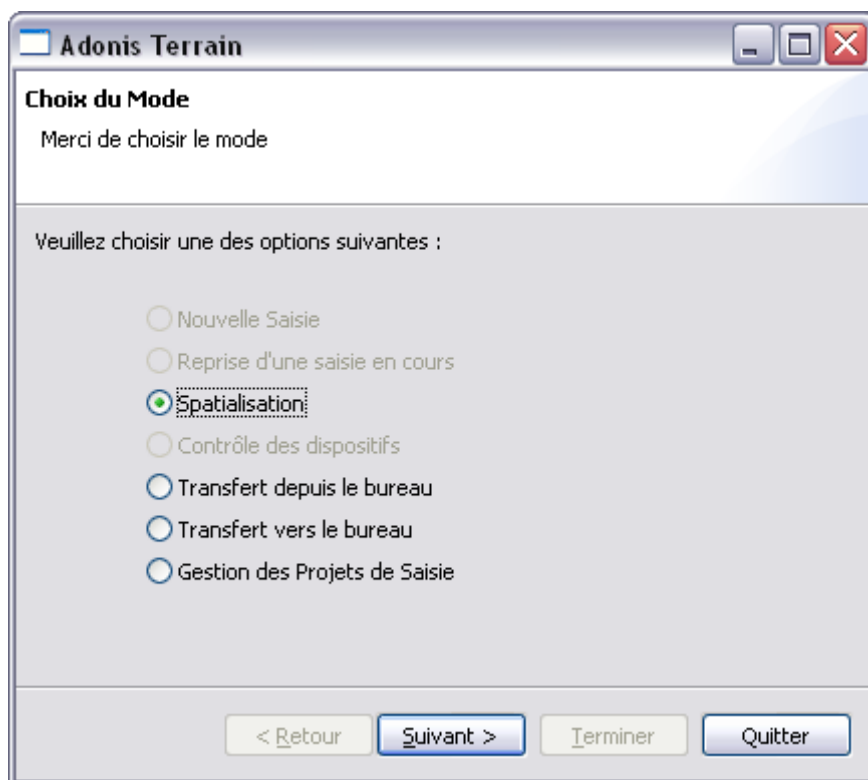 Adonis Terrain
Choix du Mode
Merci de choisir le mode
Veuillez choisir une des options suivantes :
Nouvelle Saisie
Reprise d'une saisie en cours
Spatialisation
Contrôle des dispositifs
Transfert depuis le bureau
Transfert vers le bureau
Gestion des Projets de Saisie
< Retour Suivant > Terminer Quitter